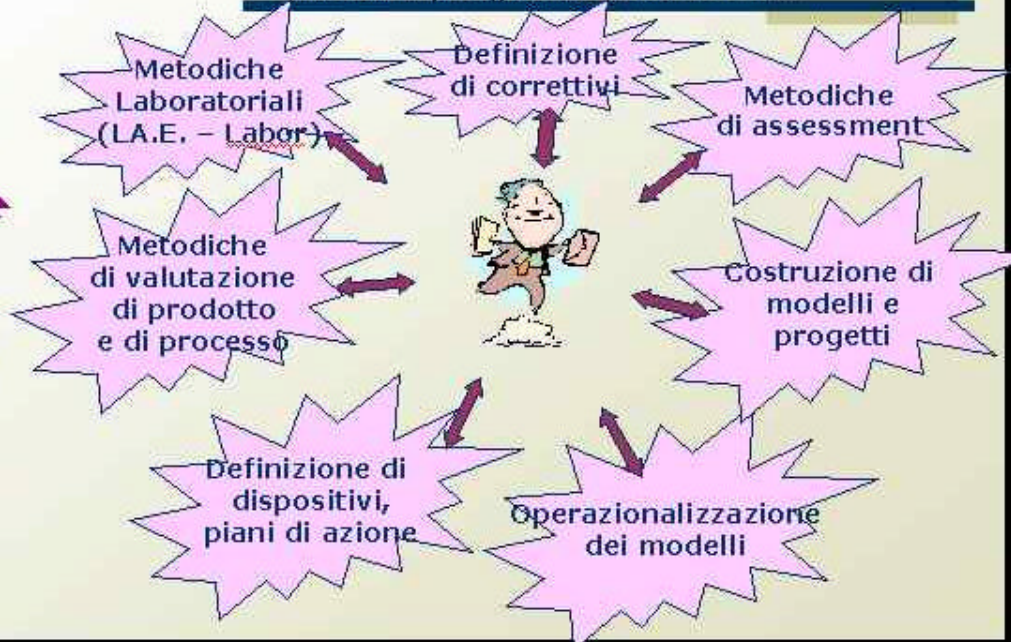 Metodiche
Laboratoriali
(LA.E. – Labor)
Definizione
di correttivi
Metodiche
di assessment
Metodiche
di valutazione
di prodotto
e di processo
Costruzione di
modelli e
progetti
Definizione di
dispositivi,
piani di azione
Operazionalizzazione
dei modelli